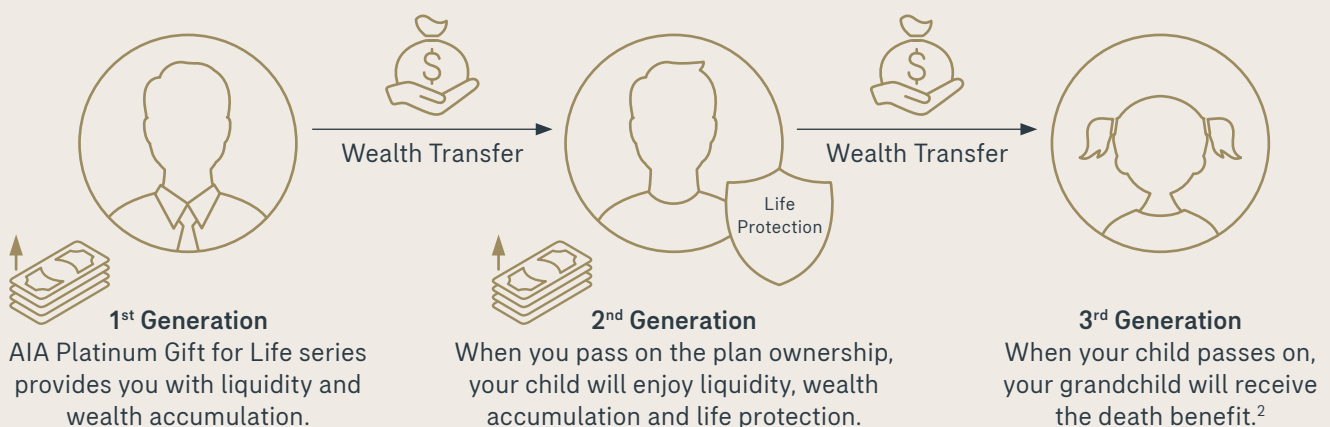 $
$
Wealth Transfer
Wealth Transfer
Life
Protection
1st Generation
AIA Platinum Gift for Life series
provides you with liquidity and
wealth accumulation.
2nd Generation
When you pass on the plan ownership,
your child will enjoy liquidity, wealth
accumulation and life protection.
3rd Generation
When your child passes on,
your grandchild will receive
the death benefit.2